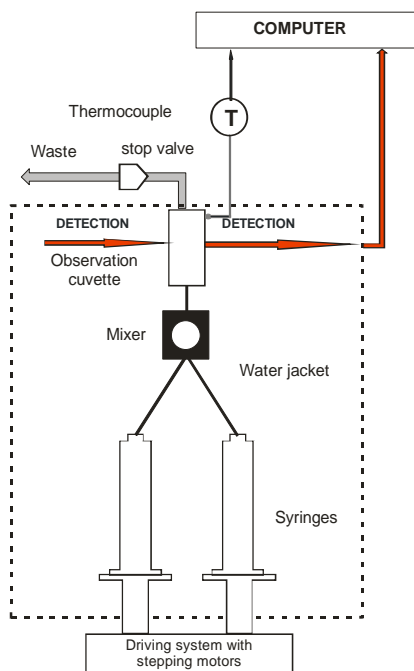 COMPUTER
Thermocouple
T
Waste
stop valve
DETECTION
DETECTION
Observation
cuvette
Mixer
Water jacket
Syringes
Driving system with
stepping motors